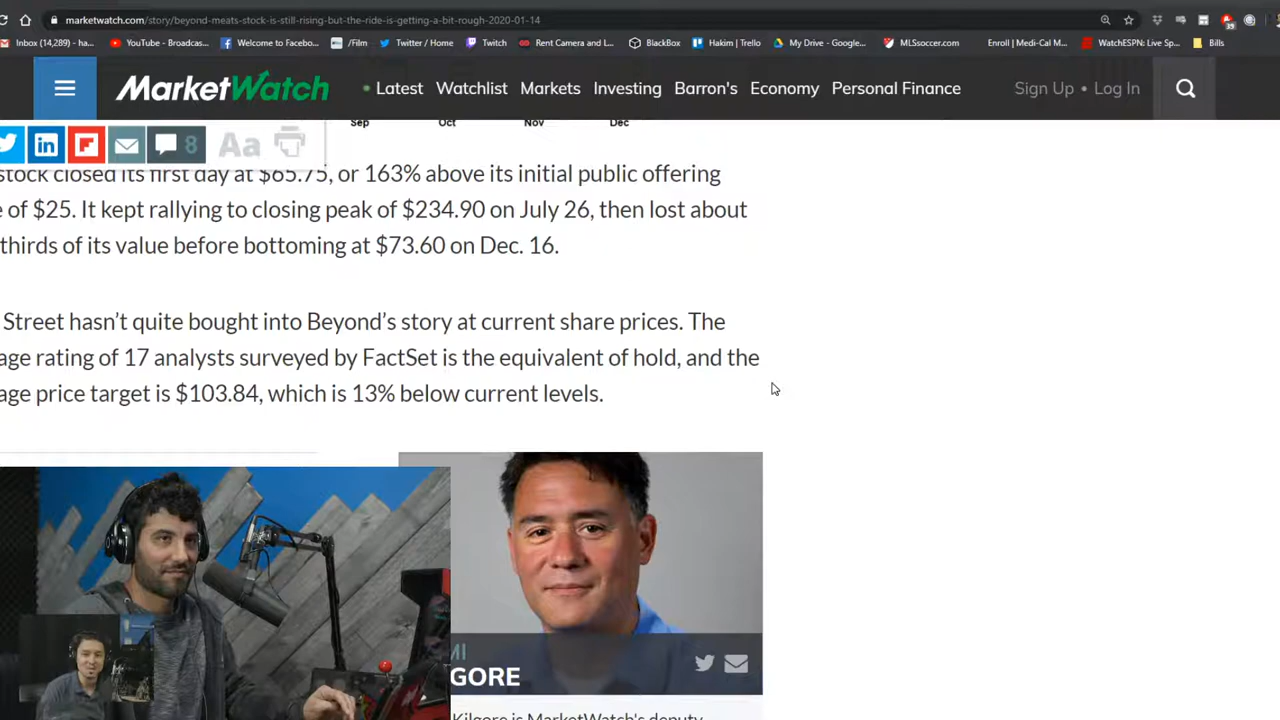 marketwatch.com/story/beyond-meats-stock-is-still-rising-but-the-ride-is-getting-a-bit-rough-2020-01-14
Inbox (14,289) - ha... YouTube - Broadcas... Welcome to Facebo... /Film Twitter / Home Twitch Rent Camera and L... BlackBox Hakim | Trello My Drive - Google... MLSsoccer.com Enroll | Medi-Cal M... WatchESPN: Live Sp... Bills
MarketWatch Latest Watchlist Markets Investing Barron's Economy Personal Finance Sign Up • Log In
Sep Oct Nov Dec
8 Aa
stock closed its first day at $65.75, or 163% above its initial public offering
e of $25. It kept rallying to closing peak of $234.90 on July 26, then lost about
thirds of its value before bottoming at $73.60 on Dec. 16.
Street hasn't quite bought into Beyond's story at current share prices. The
age rating of 17 analysts surveyed by FactSet is the equivalent of hold, and the
age price target is $103.84, which is 13% below current levels.
MI
GORE
Kilgore is MarketWatch's deputy